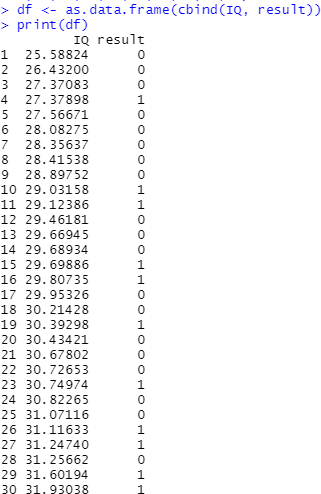 > df <- as.data.frame(cbind(IQ, result))
> print(df)
IQ result
1 25.58824 0
2 26.43200 0
3 27.37083 0
4 27.37898 1
5 27.56671 0
6 28.08275 0
7 28.35637 0
8 28.41538 0
9 28.89752 0
10 29.03158 1
11 29.12386 1
12 29.46181 0
13 29.66945 0
14 29.68934 0
15 29.69886 1
16 29.80735 1
17 29.95326 0
18 30.21428 0
19 30.39298 1
20 30.43421 0
21 30.67802 0
22 30.72653 0
23 30.74974 1
24 30.82265 0
25 31.07116 0
26 31.11633 1
27 31.24740 1
28 31.25662 0
29 31.60194 1
30 31.93038 1